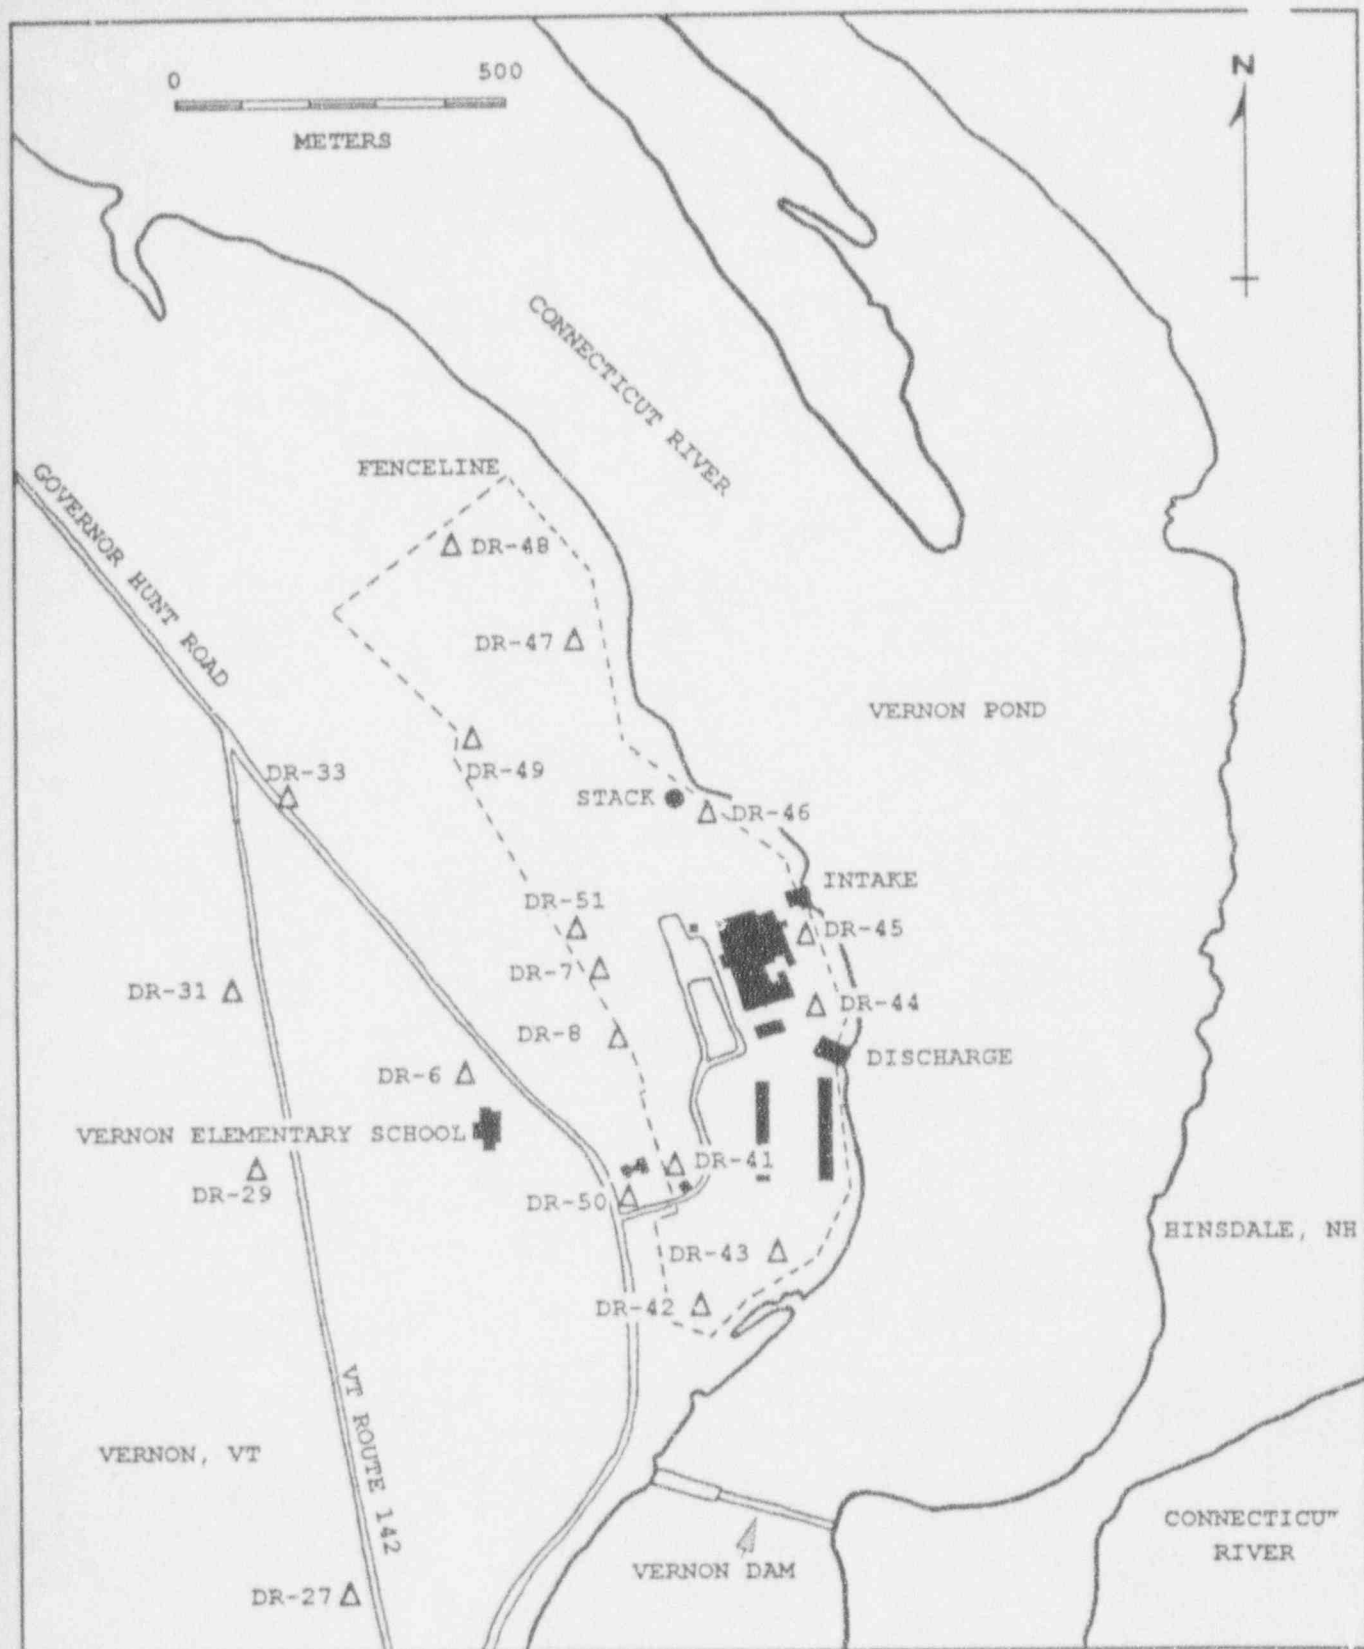 0 500
METERS
N
CONNECTICUT RIVER
FENCELINE
GOVERNOR HUNT ROAD
DR-48
DR-47
VERNON POND
DR-49
DR-33
STACK
DR-46
INTAKE
DR-51
DR-45
DR-7
DR-31
DR-44
DR-8
DISCHARGE
DR-6
VERNON ELEMENTARY SCHOOL
DR-41
DR-29
DR-50
HINSDALE, NH
DR-43
DR-42
VT ROUTE 142
VERNON, VT
CONNECTICU"
RIVER
VERNON DAM
DR-27